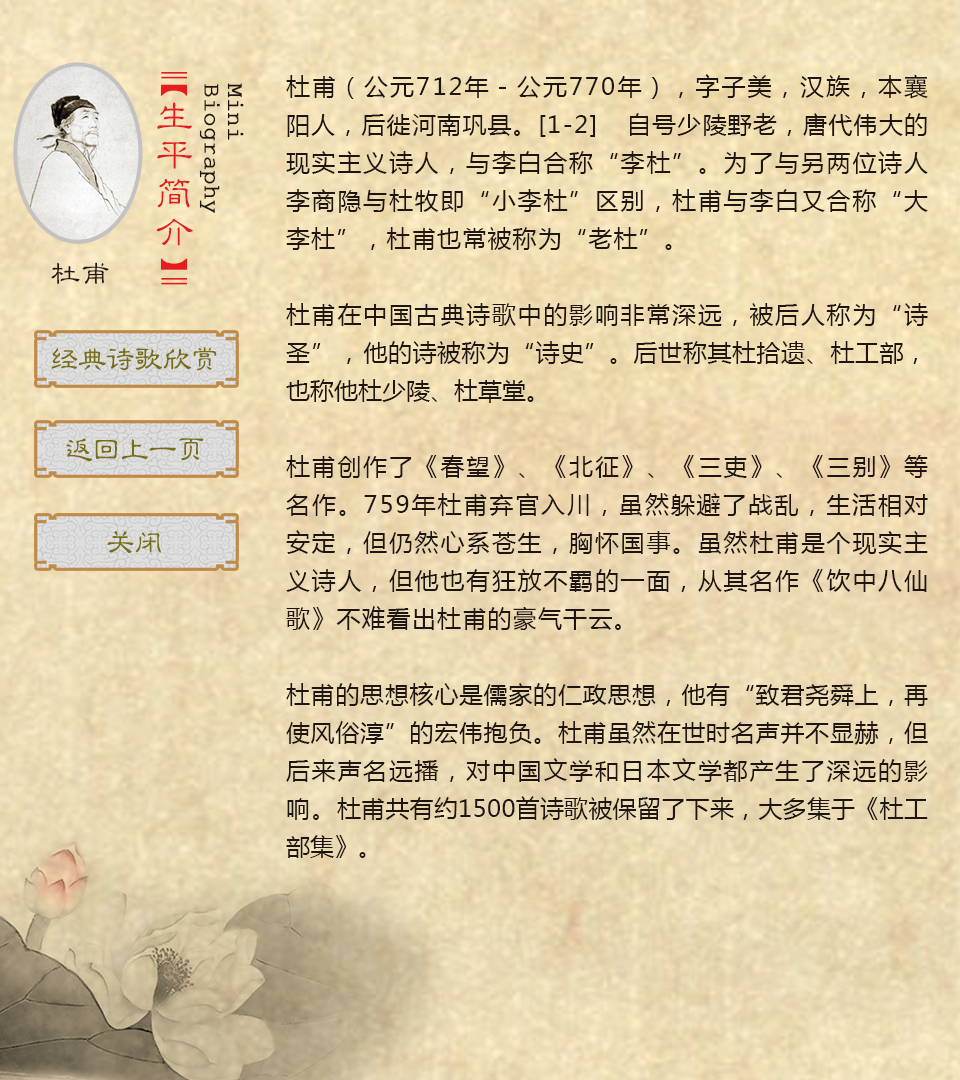 杜甫
【生平简介】
Mini
Biography
经典诗歌欣赏
返回上一页
关闭
杜甫（公元712年－公元770年），字子美，汉族，本襄
阳人，后徙河南巩县。[1-2]　自号少陵野老，唐代伟大的
现实主义诗人，与李白合称“李杜”。为了与另两位诗人
李商隐与杜牧即“小李杜”区别，杜甫与李白又合称“大
李杜”，杜甫也常被称为“老杜”。
杜甫在中国古典诗歌中的影响非常深远，被后人称为“诗
圣”，他的诗被称为“诗史”。后世称其杜拾遗、杜工部，
也称他杜少陵、杜草堂。
杜甫创作了《春望》、《北征》、《三吏》、《三别》等
名作。759年杜甫弃官入川，虽然躲避了战乱，生活相对
安定，但仍然心系苍生，胸怀国事。虽然杜甫是个现实主
义诗人，但他也有狂放不羁的一面，从其名作《饮中八仙
歌》不难看出杜甫的豪气干云。
杜甫的思想核心是儒家的仁政思想，他有“致君尧舜上，再
使风俗淳”的宏伟抱负。杜甫虽然在世时名声并不显赫，但
后来声名远播，对中国文学和日本文学都产生了深远的影
响。杜甫共有约1500首诗歌被保留了下来，大多集于《杜工
部集》。